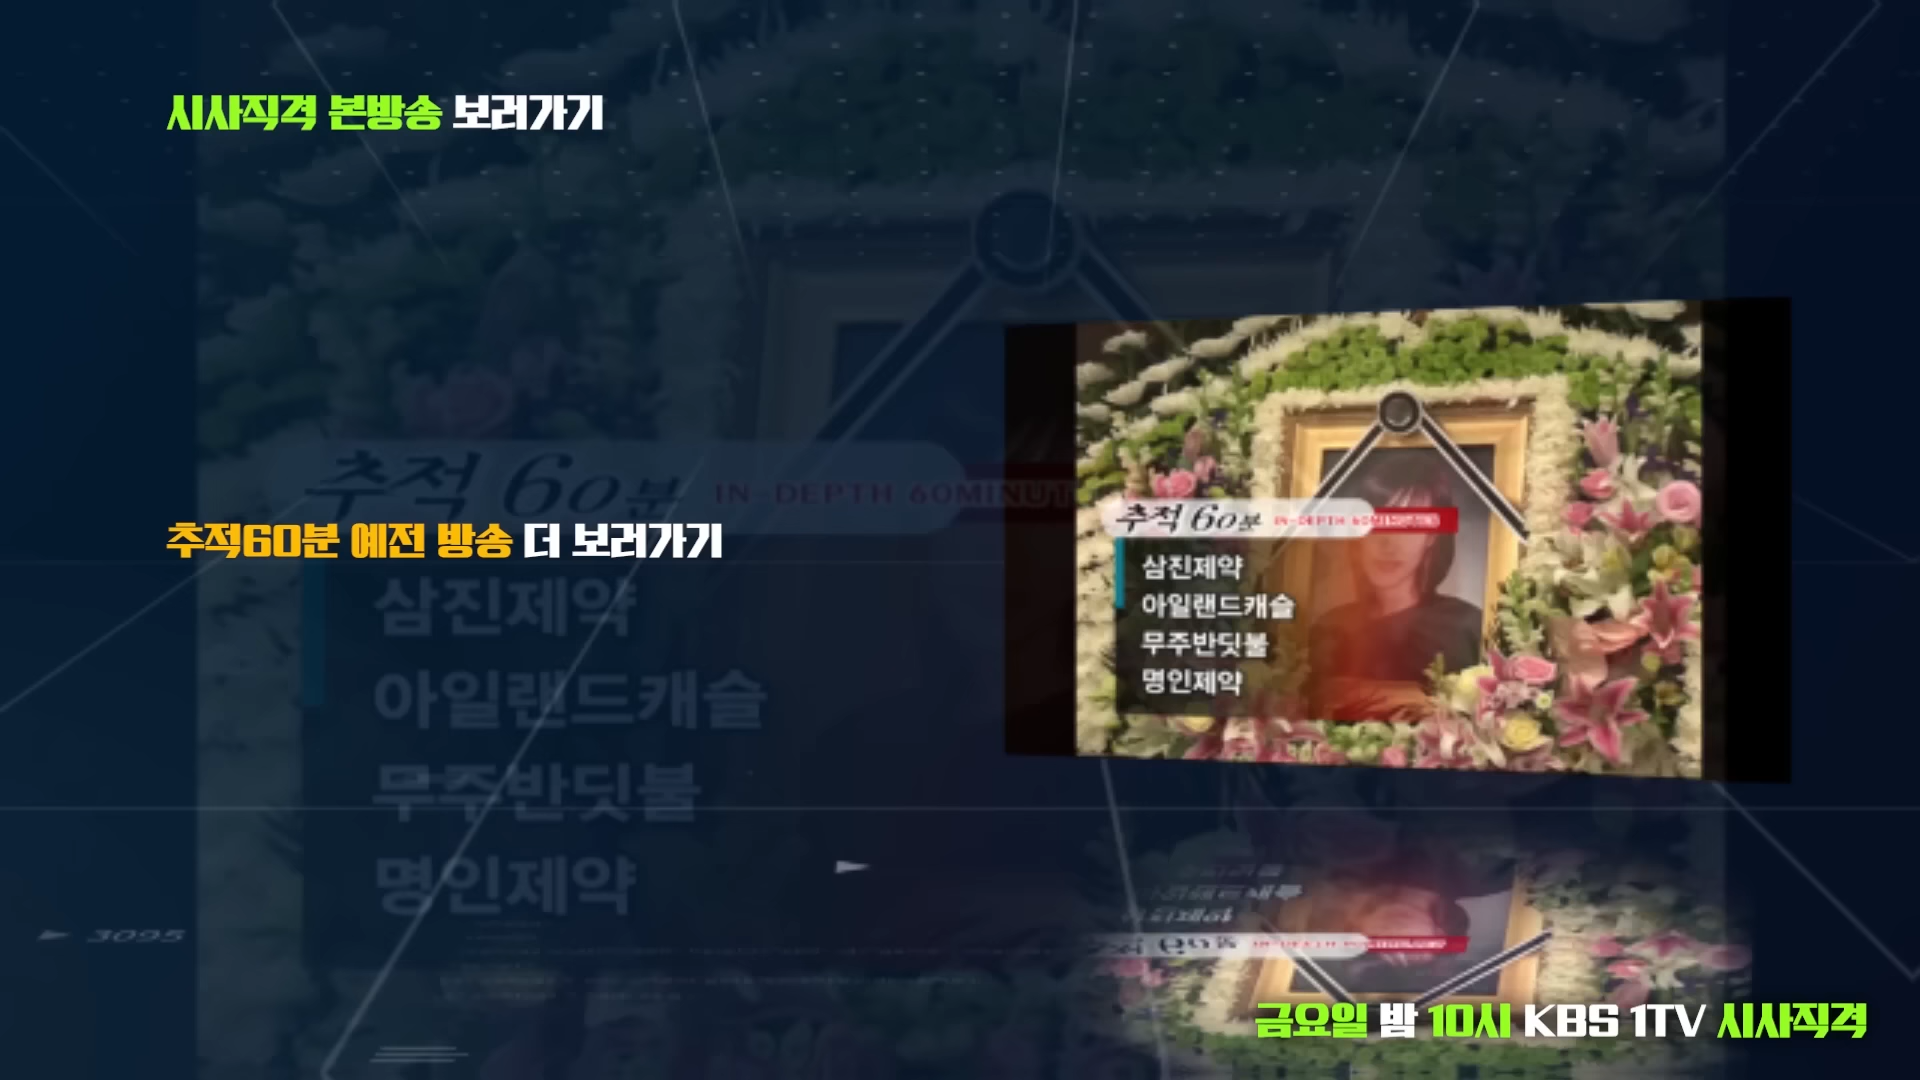 시사직격 본방송 보러가기
추적60분 예전 방송 더 보러가기
추적 60분 IN-DEPTH 60MINUTES
삼진제약
아일랜드캐슬
무주반딧불
명인제약
추적 60분 IN-DEPTH 60MINUT
삼진제약
아일랜드캐슬
무주반딧불
명인제약
3095
금요일 밤 10시 KBS 1TV 시사직격